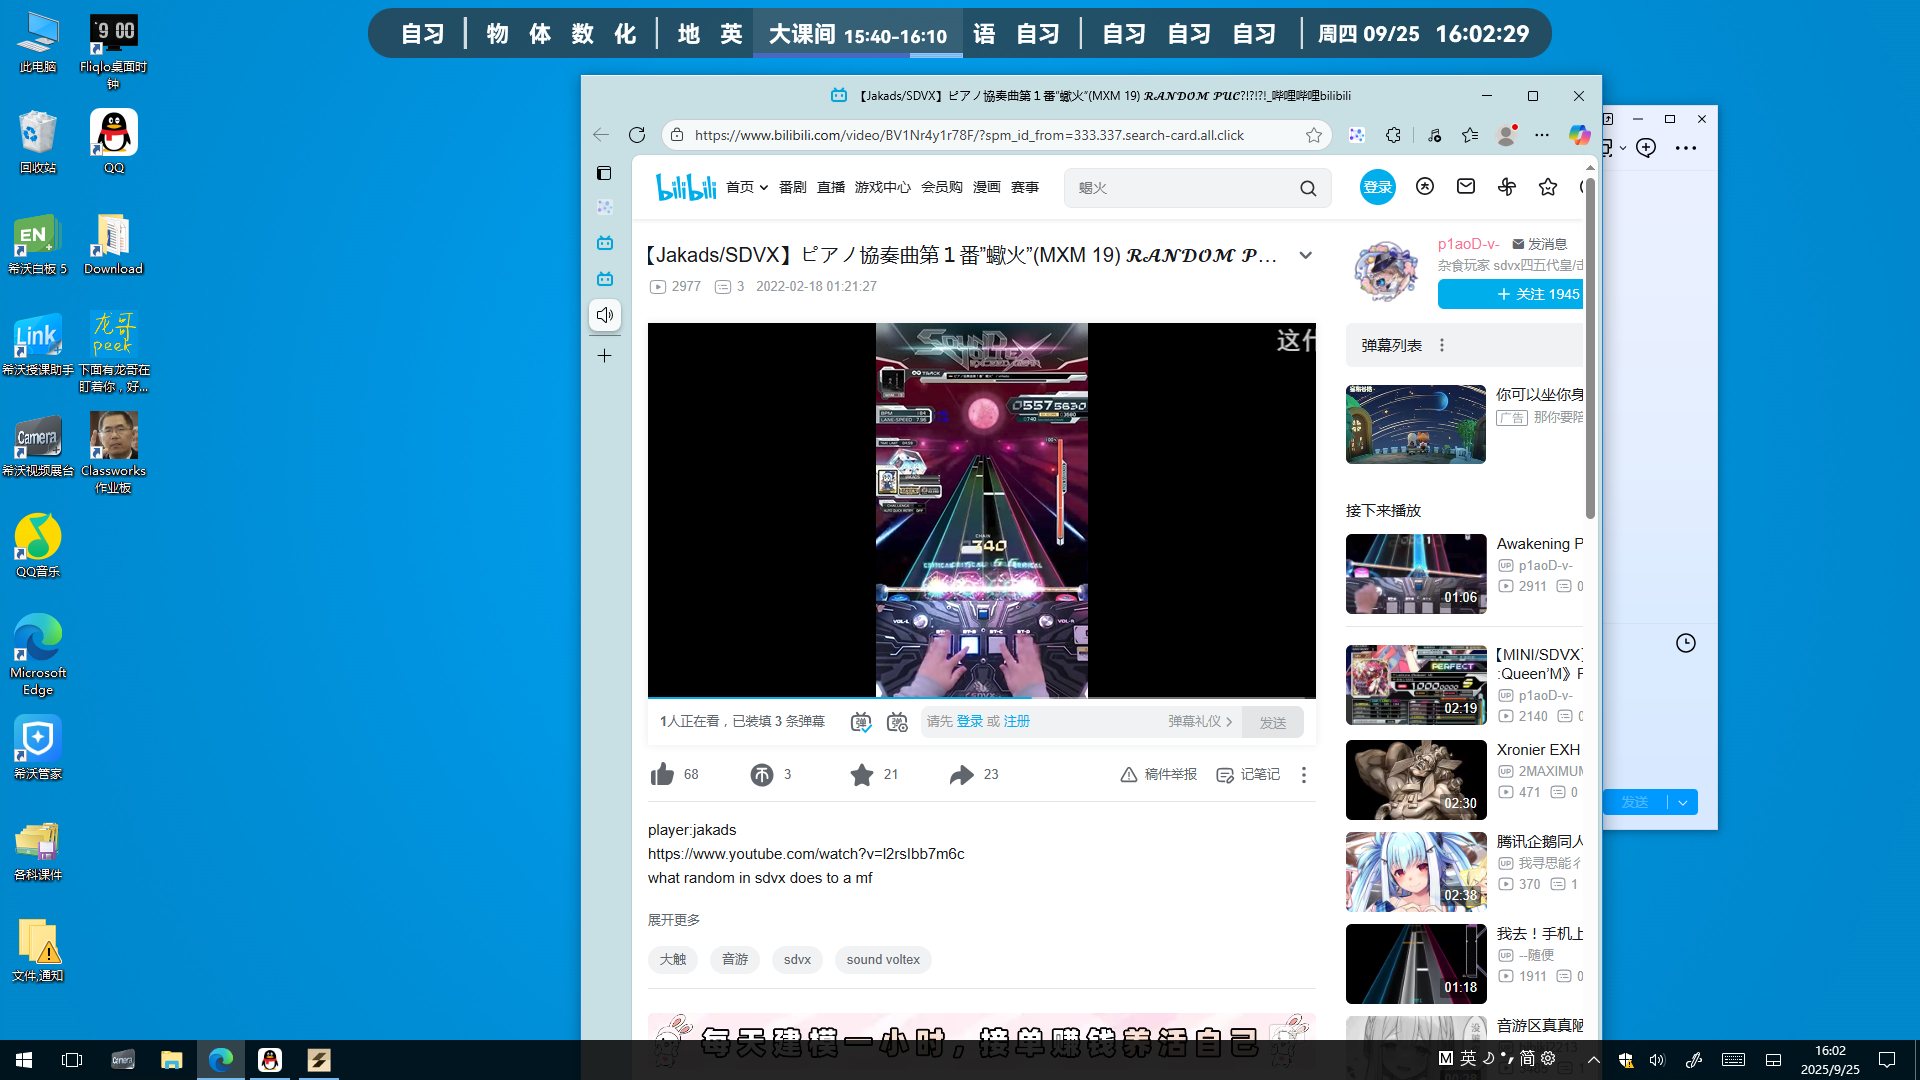 自习 物 体 数 化 地 英 大课间 15:40-16:10 语 自习 自习 自习 自习 周四 09/25 16:02:29
此电脑
Fliqlo桌面时钟
回收站
QQ
希沃白板 5
Download
希沃授课助手
下面有龙哥在盯着你，好...
希沃视频展台
Classworks作业板
QQ音乐
Microsoft Edge
希沃管家
各科课件
文件,通知
EN
Link
Camera
龙哥
peek
9 00
【Jakads/SDVX】ピアノ協奏曲第１番"蠍火"(MXM 19) 𝓡𝓐𝓝𝓓𝓞𝓜 𝓟𝓤𝓒?!?!?!_哔哩哔哩bilibili
https://www.bilibili.com/video/BV1Nr4y1r78F/?spm_id_from=333.337.search-card.all.click
bilibili 首页 番剧 直播 游戏中心 会员购 漫画 赛事
蝎火
登录
【Jakads/SDVX】ピアノ協奏曲第１番"蠍火"(MXM 19) 𝓡𝓐𝓝𝓓𝓞𝓜 𝓟...
2977 3 2022-02-18 01:21:27
这什
SOUND VOLTEX
05575630
CHAIN
740
VOL-L
1人正在看，已装填 3 条弹幕
请先 登录 或 注册
弹幕礼仪
发送
68 3 21 23
稿件举报 记笔记
player:jakads
https://www.youtube.com/watch?v=l2rsIbb7m6c
what random in sdvx does to a mf
展开更多
大触 音游 sdvx sound voltex
每天建模一小时，接单赚钱养活自己
p1aoD-v- 发消息
杂食玩家 sdvx四五代皇/击
+ 关注 1945
弹幕列表
你可以坐你身
广告 那你要陪
接下来播放
Awakening P
p1aoD-v-
2911 0
01:06
【MINI/SDVX】
:Queen'M》P
p1aoD-v-
2140 0
PERFECT
02:19
Xronier EXH
2MAXIMUM
471 0
02:30
腾讯企鹅同人
我寻思能彳
370 1
02:38
我去！手机上
--随便
1911 0
01:18
音游区真真陋
发送
英 简
16:02
2025/9/25